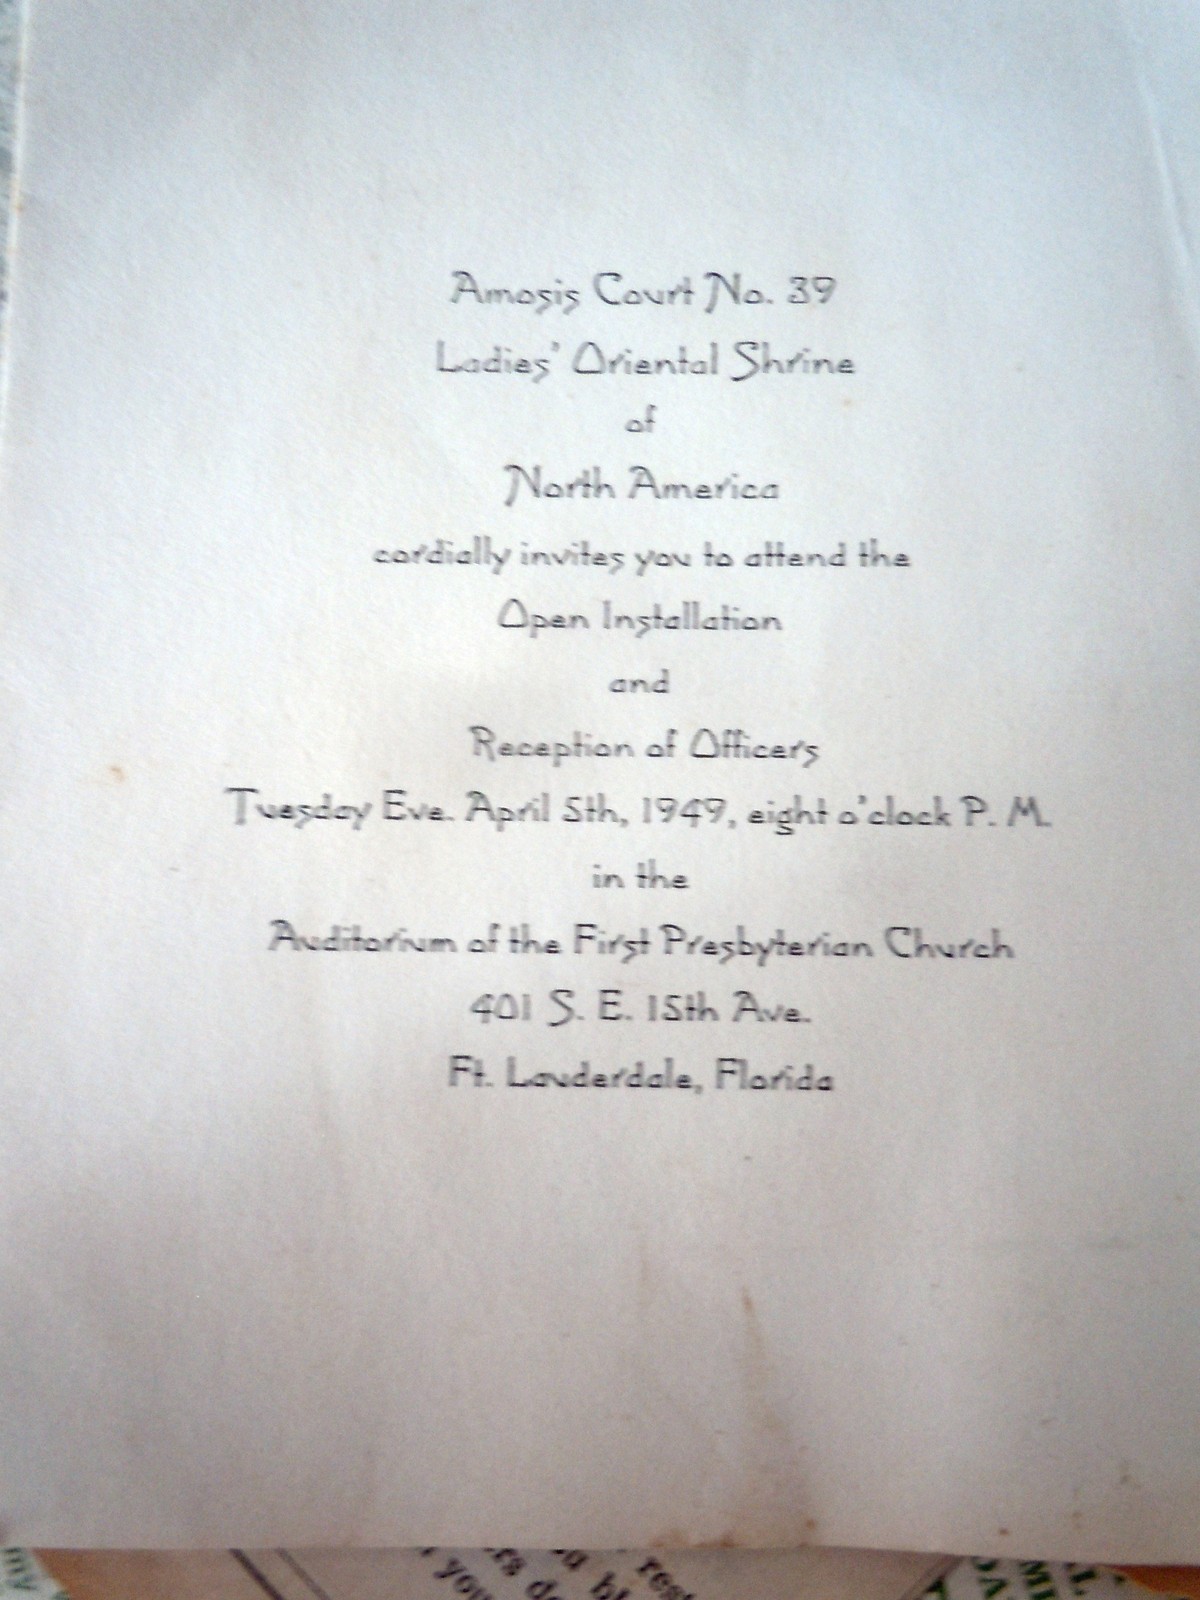 Amosis Court No. 39
Ladies' Oriental Shrine
of
North America
cordially invites you to attend the
Open Installation
and
Reception of Officers
Tuesday Eve. April 5th, 1949, eight o'clock P. M.
in the
Auditorium of the First Presbyterian Church
401 S. E. 15th Ave.
Ft. Lauderdale, Florida